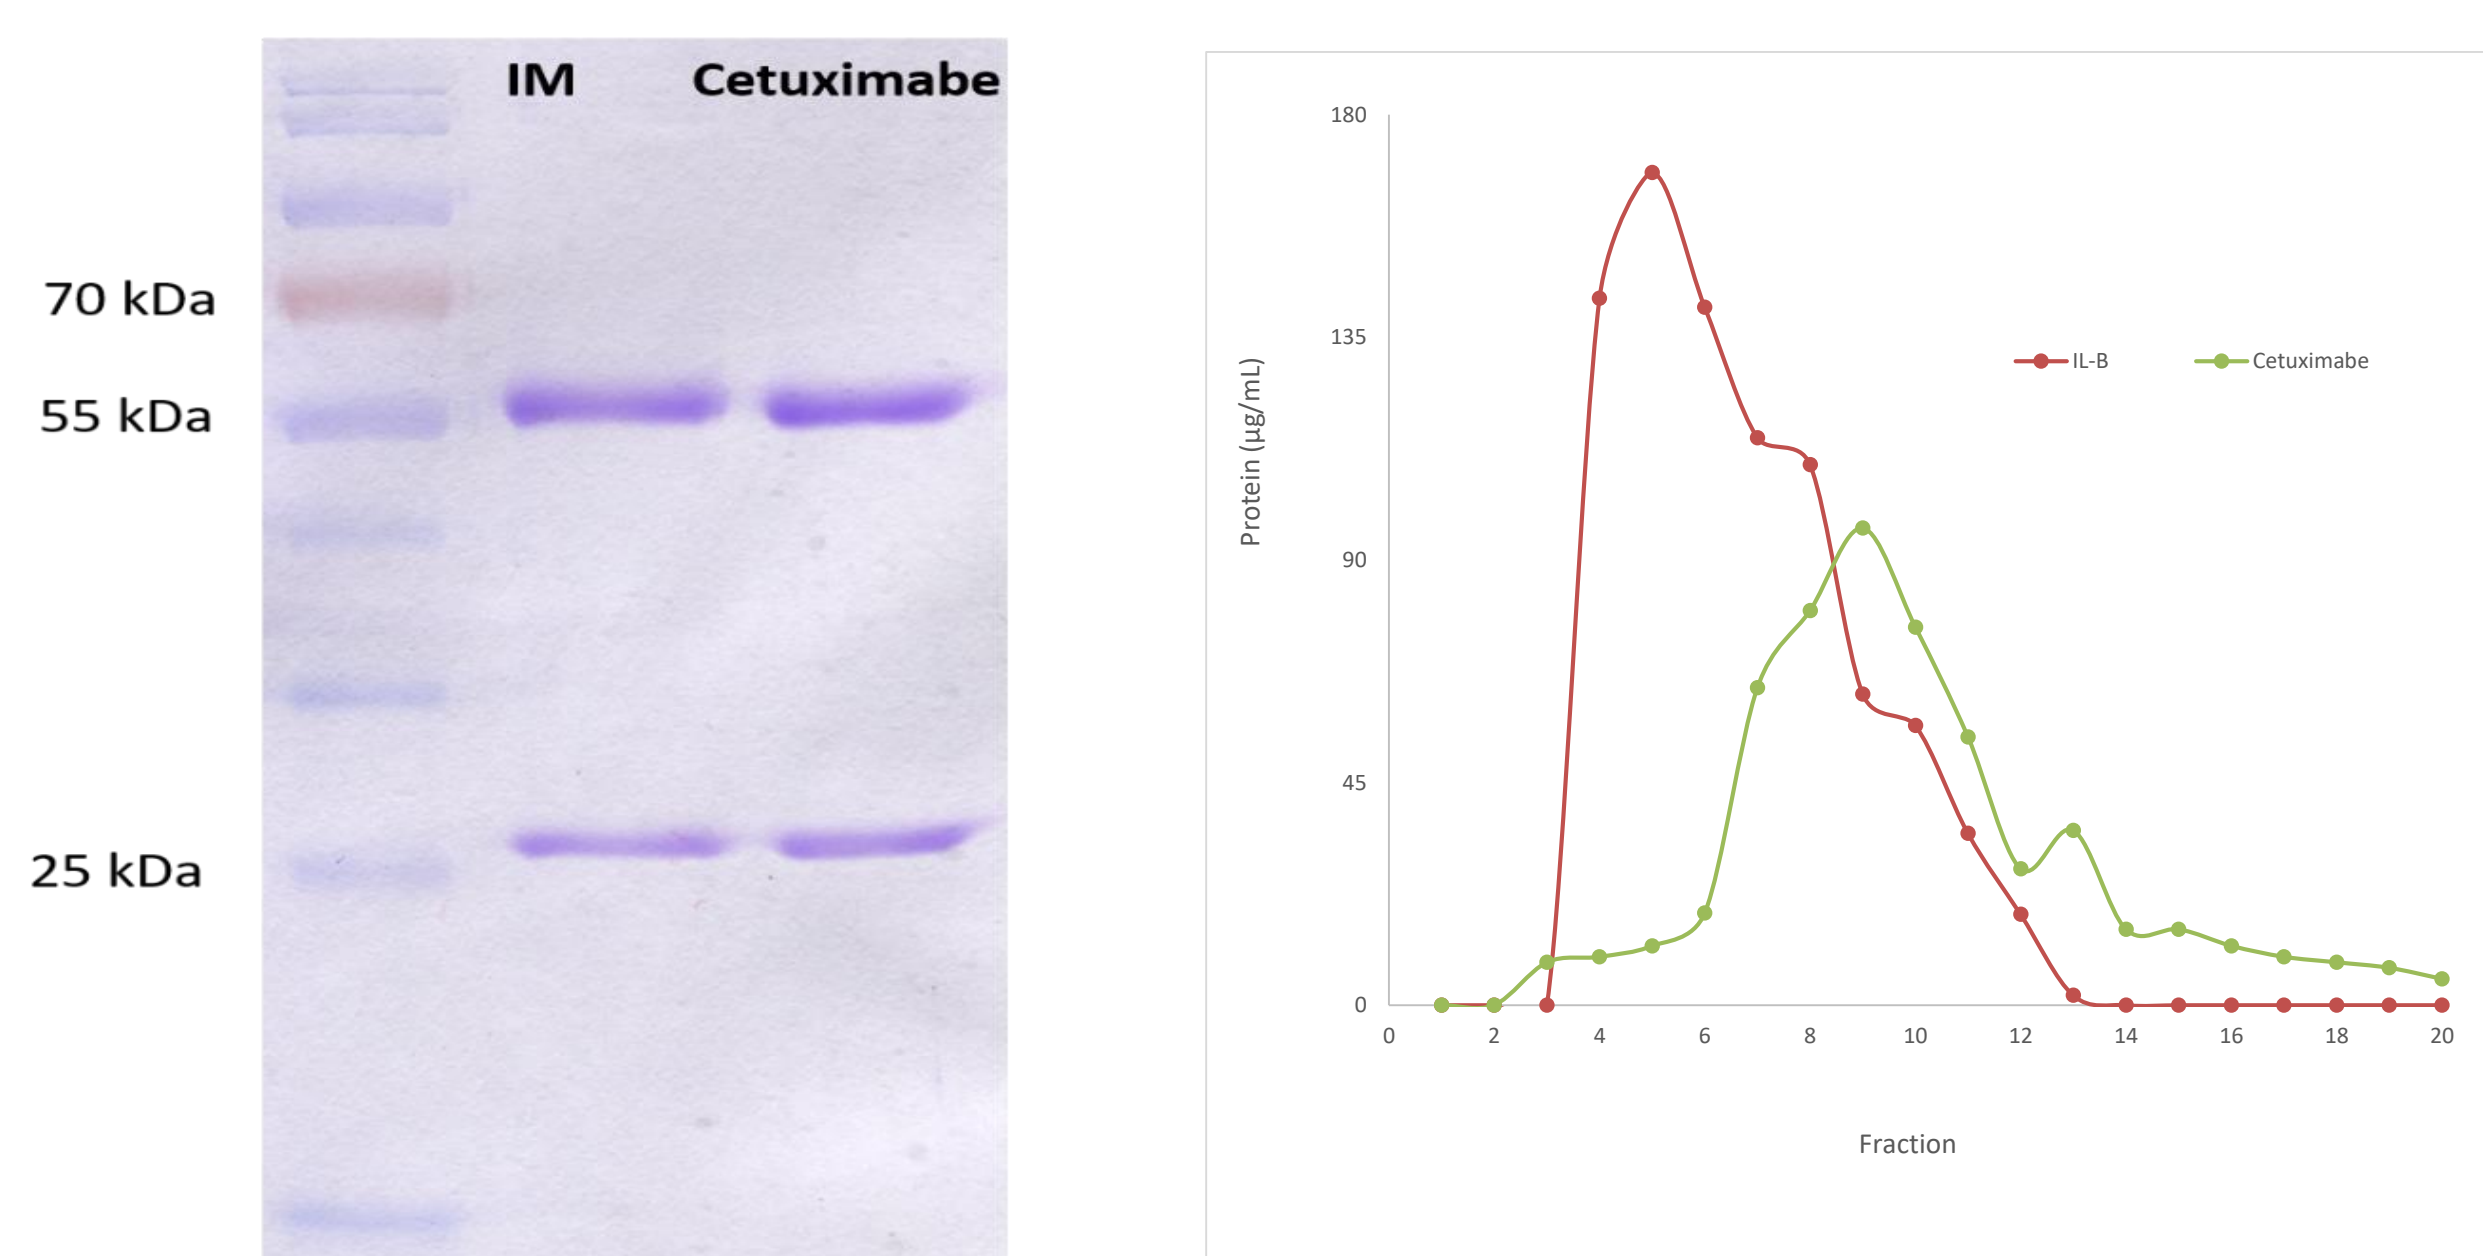 IM Cetuximabe
70 kDa
55 kDa
25 kDa
180
135
90
45
0
Protein (µg/mL)
IL-B Cetuximabe
0 2 4 6 8 10 12 14 16 18 20
Fraction